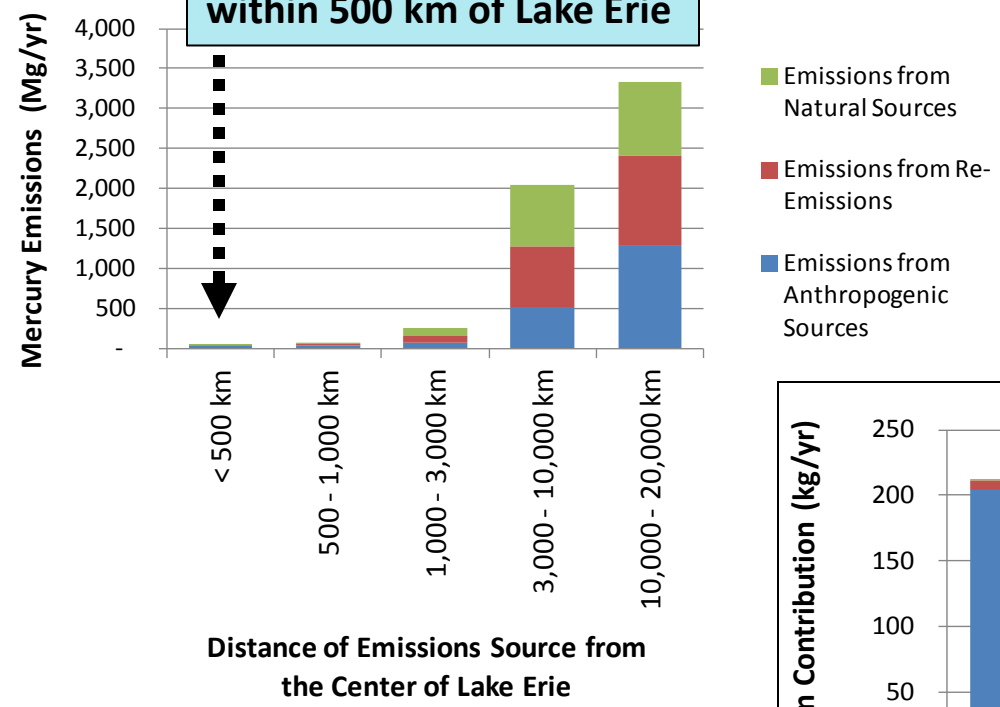 within 500 km of Lake Erie
Mercury Emissions (Mg/yr)
4,000
3,500
3,000
2,500
2,000
1,500
1,000
500
-
< 500 km
500 - 1,000 km
1,000 - 3,000 km
3,000 - 10,000 km
10,000 - 20,000 km
Distance of Emissions Source from
the Center of Lake Erie
Emissions from
Natural Sources
Emissions from Re-
Emissions
Emissions from
Anthropogenic
Sources
n Contribution (kg/yr)
250
200
150
100
50